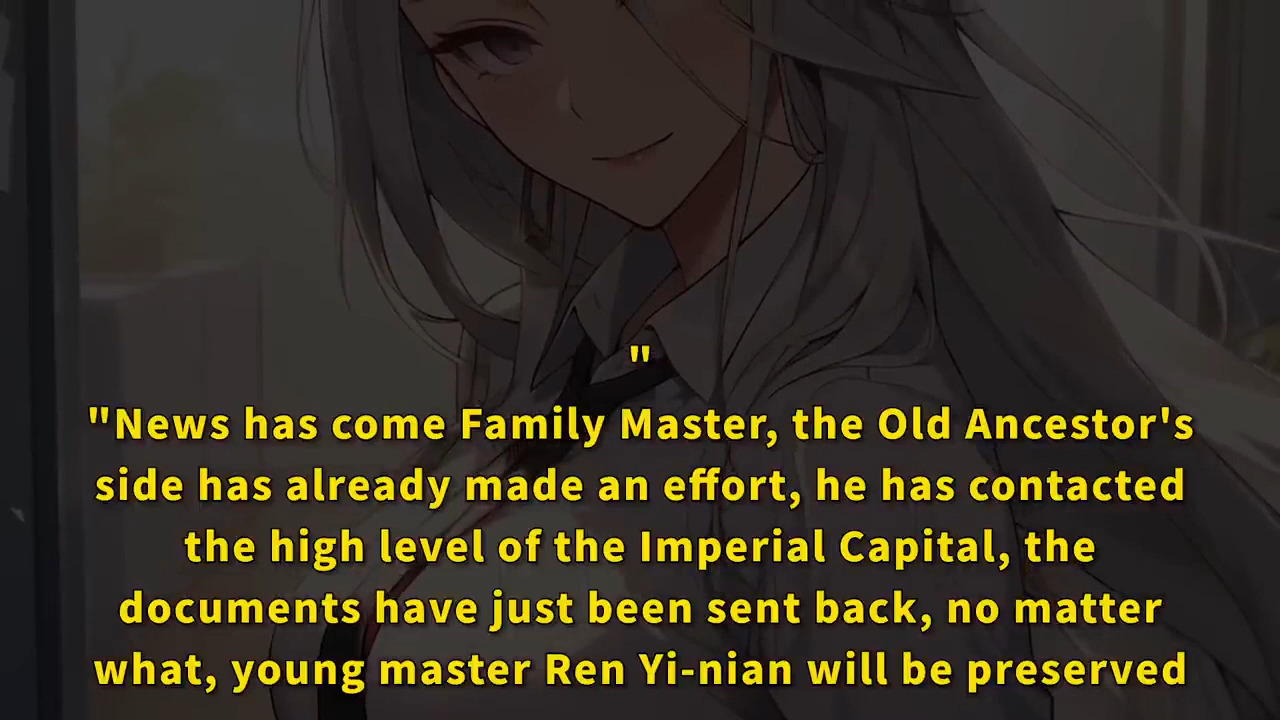 "
"News has come Family Master, the Old Ancestor's
side has already made an effort, he has contacted
the high level of the Imperial Capital, the
documents have just been sent back, no matter
what, young master Ren Yi-nian will be preserved